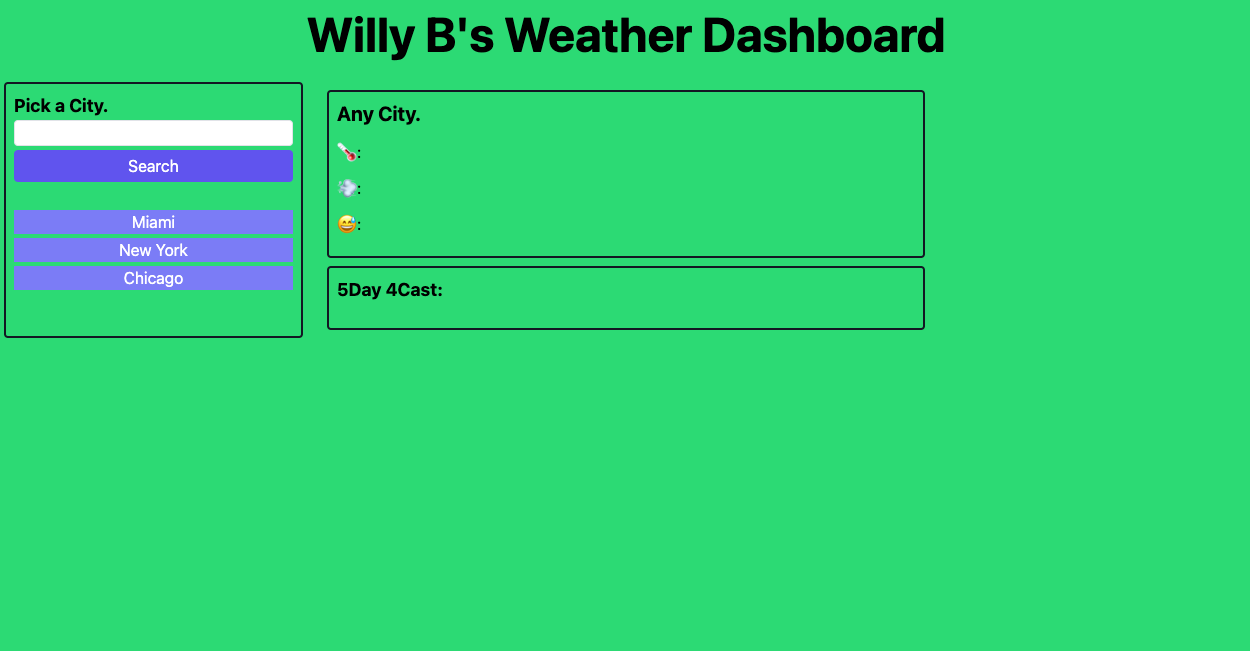 Willy B's Weather Dashboard
Pick a City.
Search
Miami
New York
Chicago
Any City.
🌡️:
💨:
😅:
5Day 4Cast: